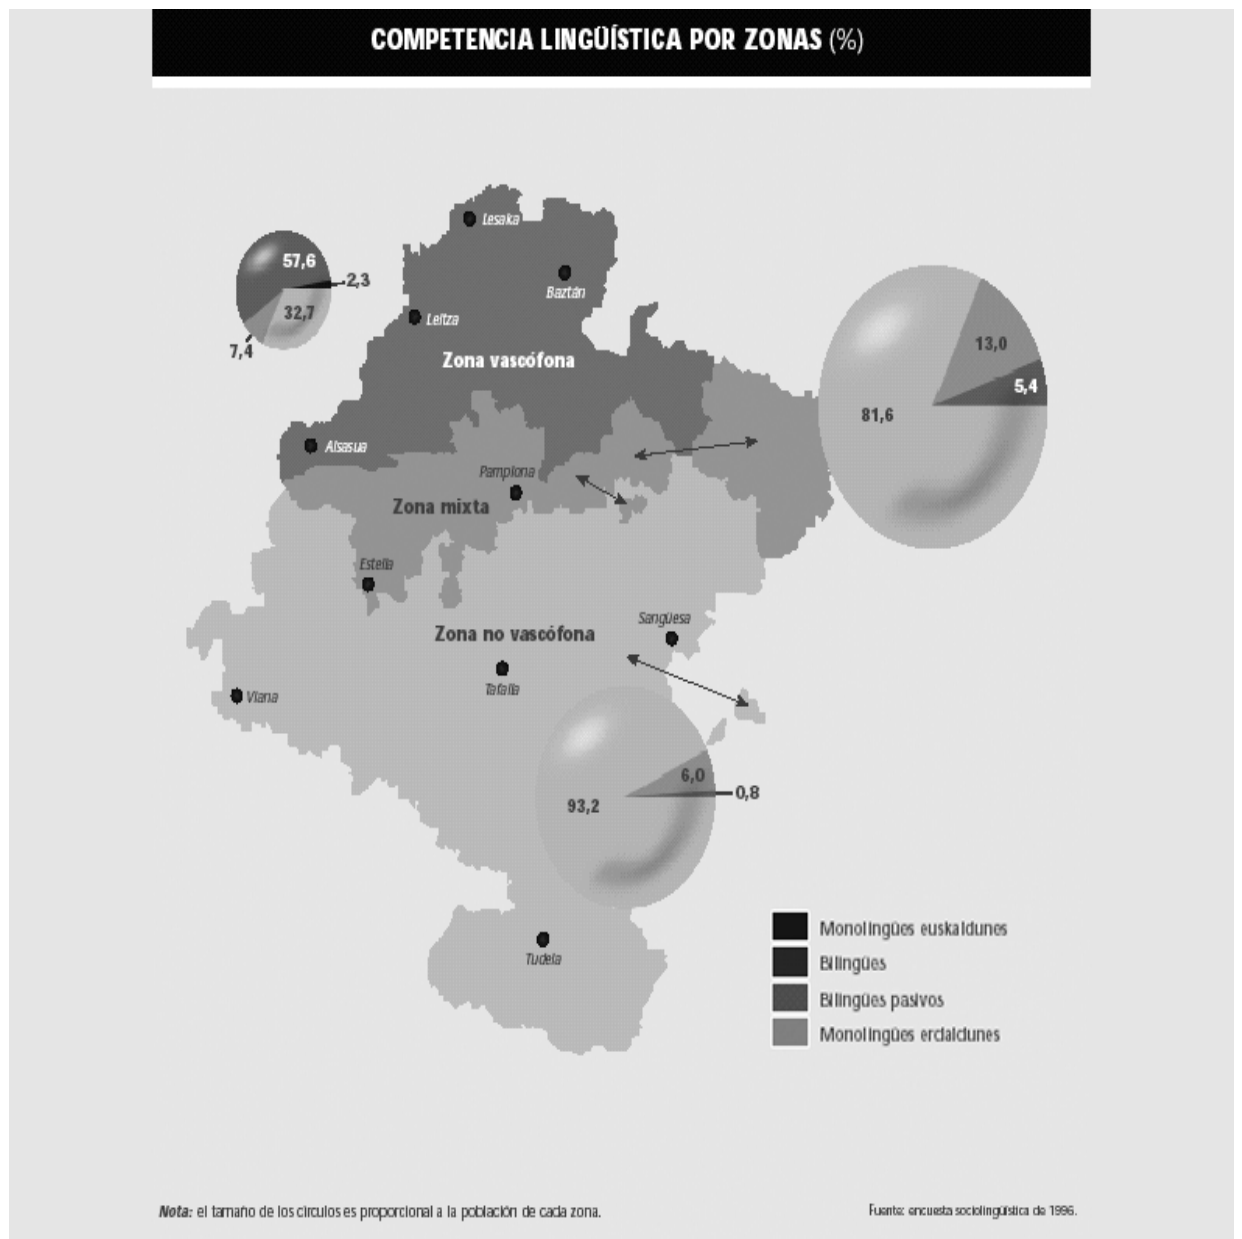 COMPETENCIA LINGÜÍSTICA POR ZONAS (%)
Lesaka
57,6
2,3
Baztán
32,7
Leitza
13,0
7,4
Zona vascófona
5,4
81,6
Alsasua
Pamplona
Zona mixta
Estella
Sangüesa
Zona no vascófona
Tafalla
Viana
6,0
0,8
93,2
Monolingües euskaldunes
Tudela
Bilingües
Bilingües pasivos
Monolingües erdaldunes
Nota: el tamaño de los círculos es proporcional a la población de cada zona.
Fuente: encuesta sociolingüística de 1996.